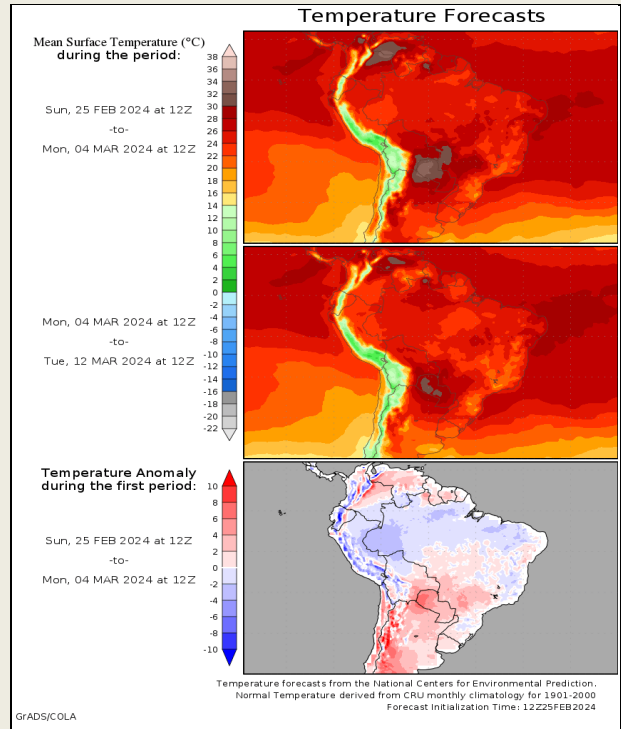 Temperature Forecasts
Mean Surface Temperature (°C)
during the period:
Sun, 25 FEB 2024 at 12Z
-to-
Mon, 04 MAR 2024 at 12Z
38
36
34
32
30
28
26
24
22
20
18
16
14
12
10
8
6
4
2
0
-2
-4
-6
-8
-10
-12
-14
-16
-18
-20
-22
Mon, 04 MAR 2024 at 12Z
-to-
Tue, 12 MAR 2024 at 12Z
Temperature Anomaly
during the first period:
Sun, 25 FEB 2024 at 12Z
-to-
Mon, 04 MAR 2024 at 12Z
10
8
6
4
2
0
-2
-4
-6
-8
-10
Temperature forecasts from the National Centers for Environmental Prediction.
Normal Temperature derived from CRU monthly climatology for 1901-2000
Forecast Initialization Time: 12Z25FEB2024
GrADS/COLA